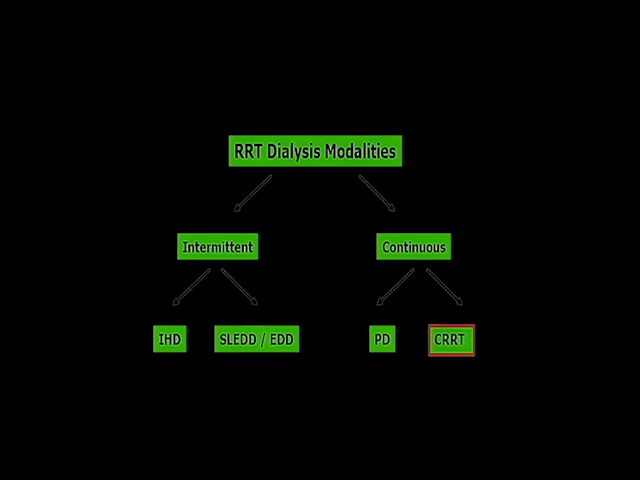 RRT Dialysis Modalities
Intermittent
Continuous
IHD
SLEDD / EDD
PD
CRRT